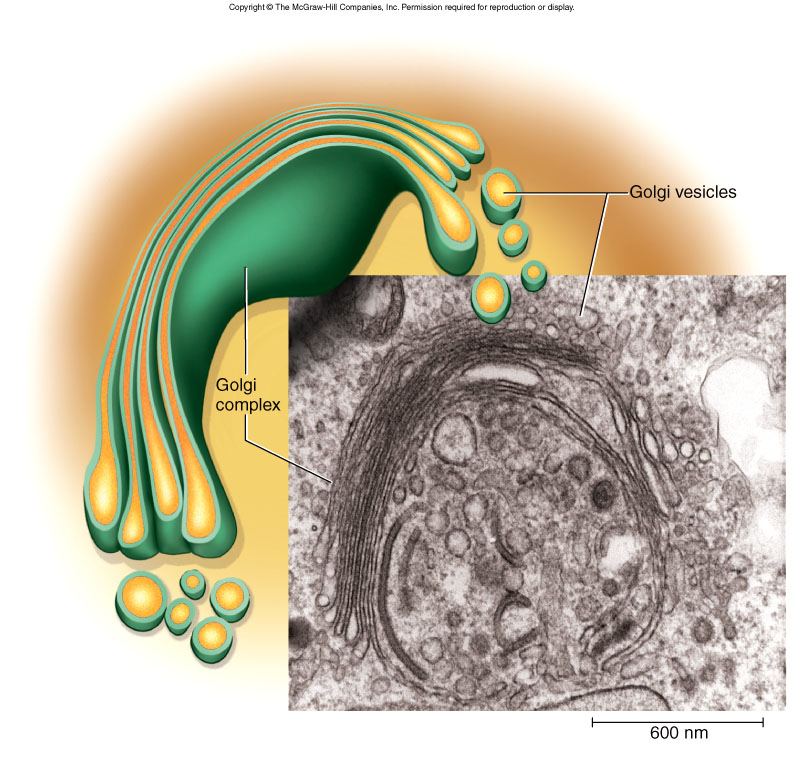 Copyright © The McGraw-Hill Companies, Inc. Permission required for reproduction or display.
Golgi vesicles
Golgi
complex
600 nm